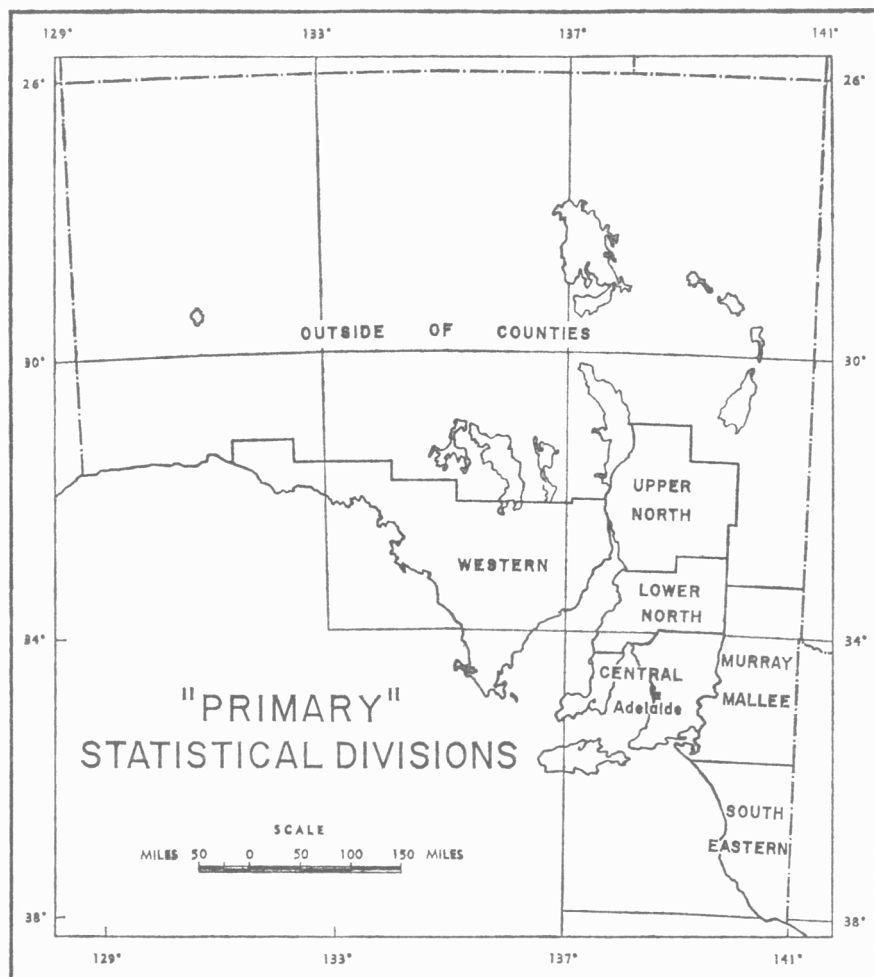 129° 133° 137° 141°
26° 26°
OUTSIDE OF COUNTIES
30° 30°
UPPER
NORTH
WESTERN
LOWER
NORTH
34° 34°
MURRAY
CENTRAL
MALLEE
Adelaide
"PRIMARY"
STATISTICAL DIVISIONS
SOUTH
SCALE
EASTERN
MILES 50 0 50 100 150 MILES
38° 38°
129° 133° 137° 141°